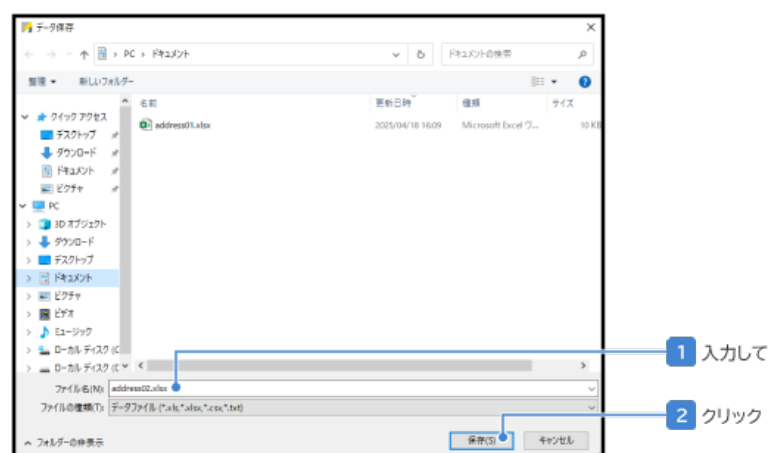 データ保存
PC › ドキュメント
ドキュメントの検索
整理
新しいフォルダー
名前
更新日時
種類
サイズ
address01.xlsx
2025/04/18 16:09
Microsoft Excel ワ...
10 KB
クイック アクセス
デスクトップ
ダウンロード
ドキュメント
ピクチャ
PC
3D オブジェクト
ダウンロード
デスクトップ
ドキュメント
ピクチャ
ビデオ
ミュージック
ローカル ディスク (C
ローカル ディスク (C
ファイル名(N): address02.xlsx
ファイルの種類(T): データファイル (*.xls,*.xlsx,*.csv,*.txt)
フォルダーの非表示
保存(S)
キャンセル
1 入力して
2 クリック